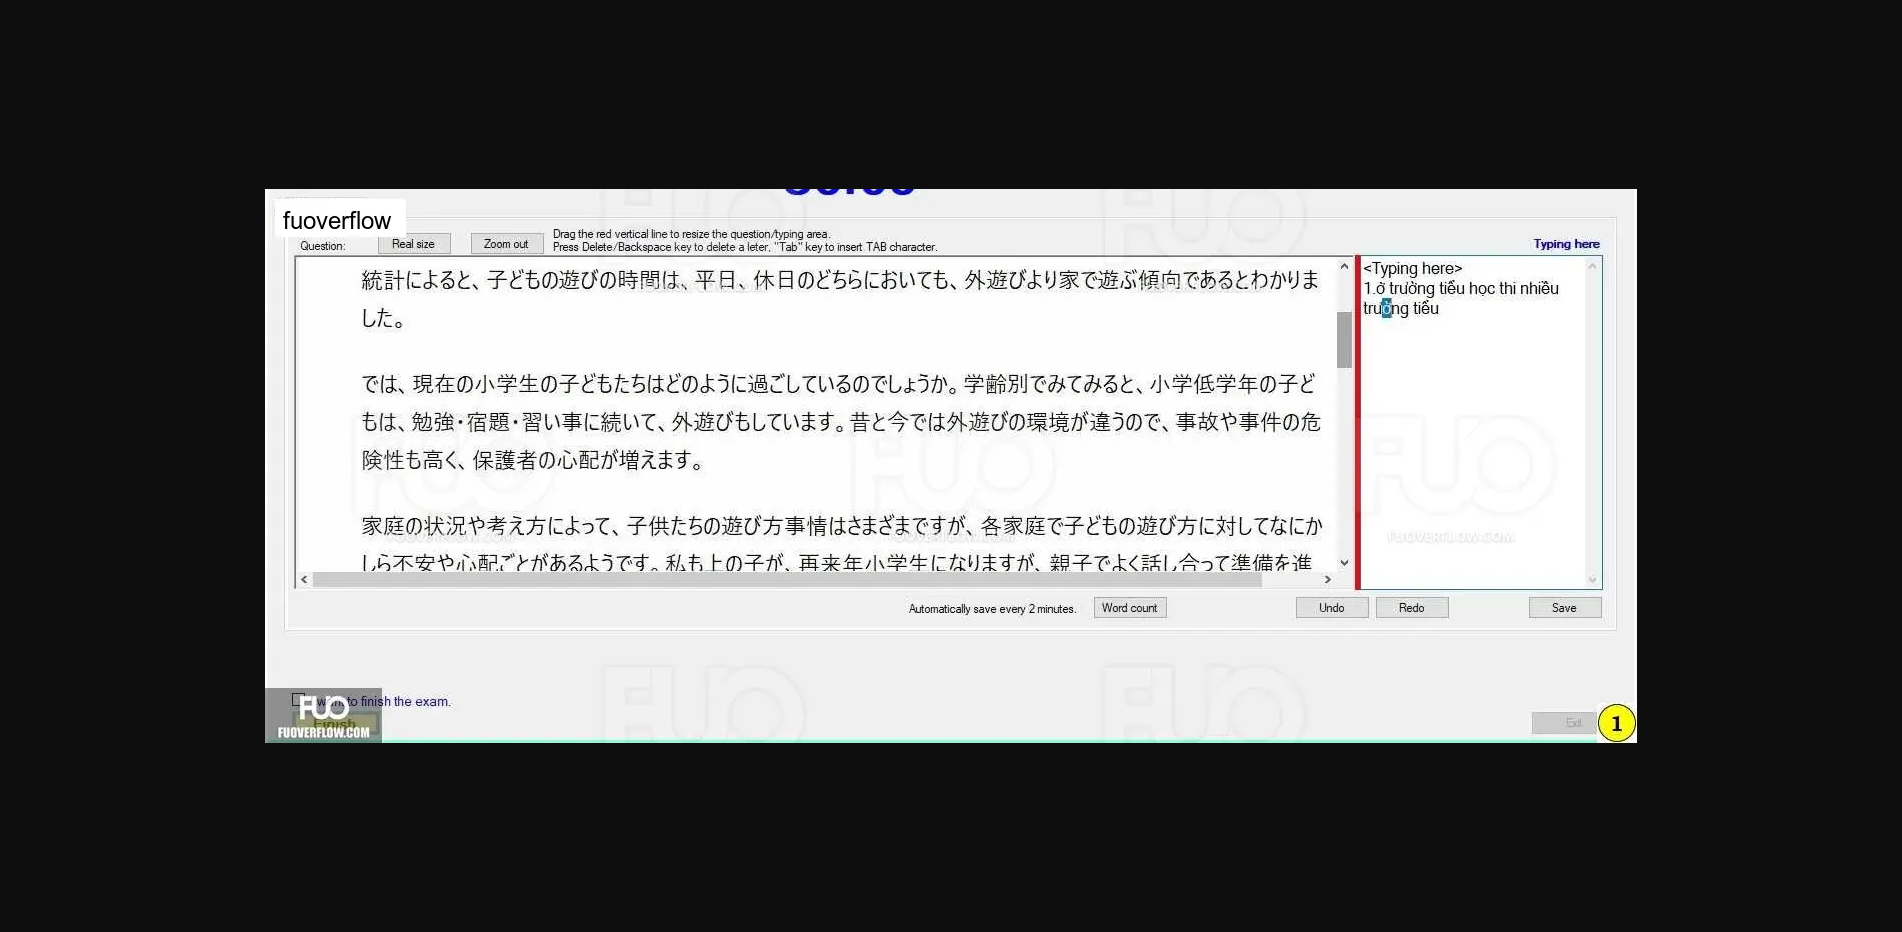 fuoverflow
Question:
Real size
Zoom out
Drag the red vertical line to resize the question/typing area.
Press Delete/Backspace key to delete a leter, "Tab" key to insert TAB character.
Typing here
統計によると、子どもの遊びの時間は、平日、休日のどちらにおいても、外遊びより家で遊ぶ傾向であるとわかりま
した。
では、現在の小学生の子どもたちはどのように過ごしているのでしょうか。学齢別でみてみると、小学低学年の子ど
もは、勉強・宿題・習い事に続いて、外遊びもしています。昔と今では外遊びの環境が違うので、事故や事件の危
険性も高く、保護者の心配が増えます。
家庭の状況や考え方によって、子供たちの遊び方事情はさまざまですが、各家庭で子どもの遊び方に対してなにか
しら不安や心配ごとがあるようです。私も上の子が、再来年小学生になりますが、親子でよく話し合って準備を進
<Typing here>
1.ở trường tiểu học thi nhiều
trường tiểu
Automatically save every 2 minutes.
Word count
Undo
Redo
Save
I want to finish the exam.
Finish
Exit
1
FUO
FUOVERFLOW.COM